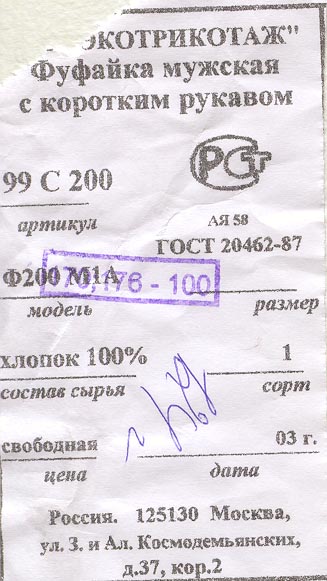 ЭКОТРИКОТАЖ"
Фуфайка мужская
с коротким рукавом
99 С 200
артикул
РСТ
АЯ 58
ГОСТ 20462-87
Ф200 М1А
176 - 100
модель
размер
хлопок 100%
1
состав сырья
сорт
свободная
03 г.
цена
дата
Россия. 125130 Москва,
ул. З. и Ал. Космодемьянских,
д.37, кор.2